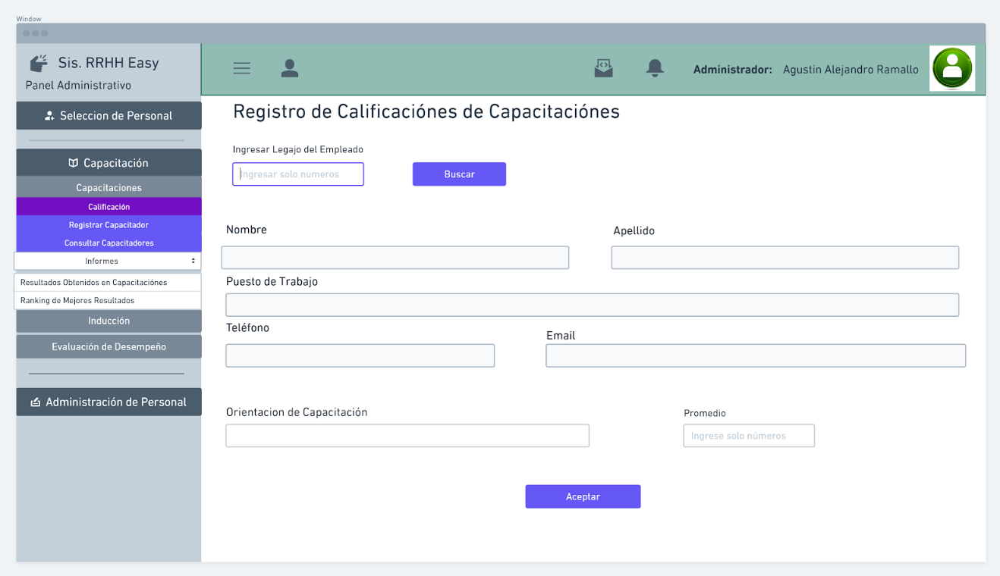 Window
Sis. RRHH Easy
Panel Administrativo
Administrador: Agustin Alejandro Ramallo
Seleccion de Personal
Capacitación
Capacitaciones
Calificación
Registrar Capacitador
Consultar Capacitadores
Informes
Resultados Obtenidos en Capacitaciónes
Ranking de Mejores Resultados
Inducción
Evaluación de Desempeño
Administración de Personal
Registro de Calificaciónes de Capacitaciónes
Ingresar Legajo del Empleado
Ingresar solo numeros
Buscar
Nombre
Apellido
Puesto de Trabajo
Teléfono
Email
Orientacion de Capacitación
Promedio
Ingrese solo números
Aceptar